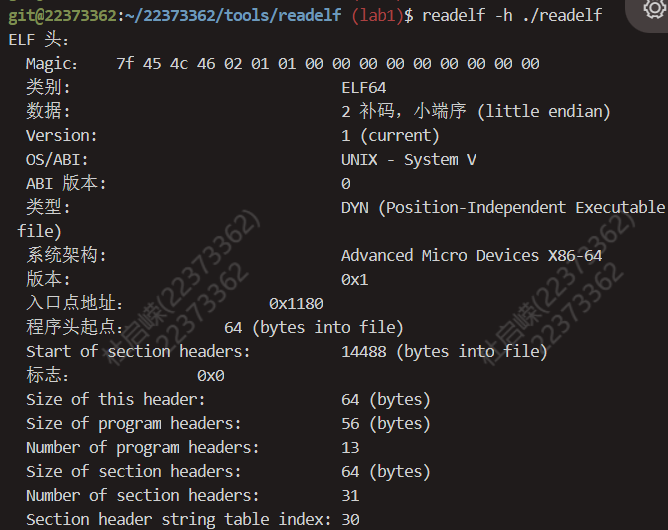 git@22373362:~/22373362/tools/readelf (lab1)$ readelf -h ./readelf
ELF 头:
Magic:   7f 45 4c 46 02 01 01 00 00 00 00 00 00 00 00 00
类别:                              ELF64
数据:                              2 补码，小端序 (little endian)
Version:                           1 (current)
OS/ABI:                            UNIX - System V
ABI 版本:                          0
类型:                              DYN (Position-Independent Executable
file)
系统架构:                          Advanced Micro Devices X86-64
版本:                              0x1
入口点地址:               0x1180
程序头起点:          64 (bytes into file)
Start of section headers:          14488 (bytes into file)
标志:             0x0
Size of this header:               64 (bytes)
Size of program headers:           56 (bytes)
Number of program headers:         13
Size of section headers:           64 (bytes)
Number of section headers:         31
Section header string table index: 30
杜启嵘(22373362)
22373362
杜启嵘(22373362)
22373362